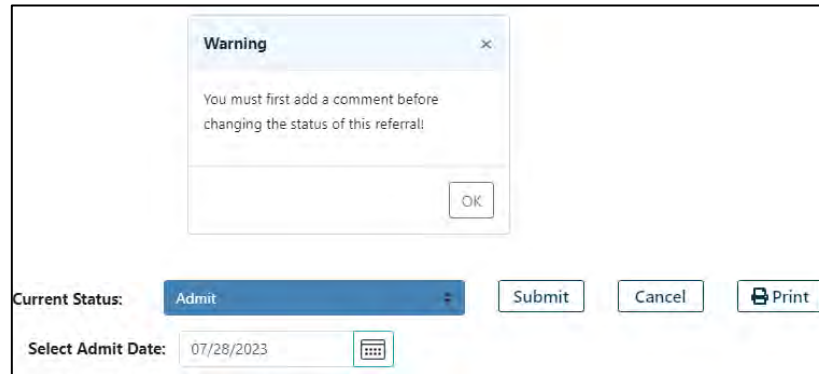 Warning ×
You must first add a comment before
changing the status of this referral!
OK
Current Status: Admit Submit Cancel Print
Select Admit Date: 07/28/2023